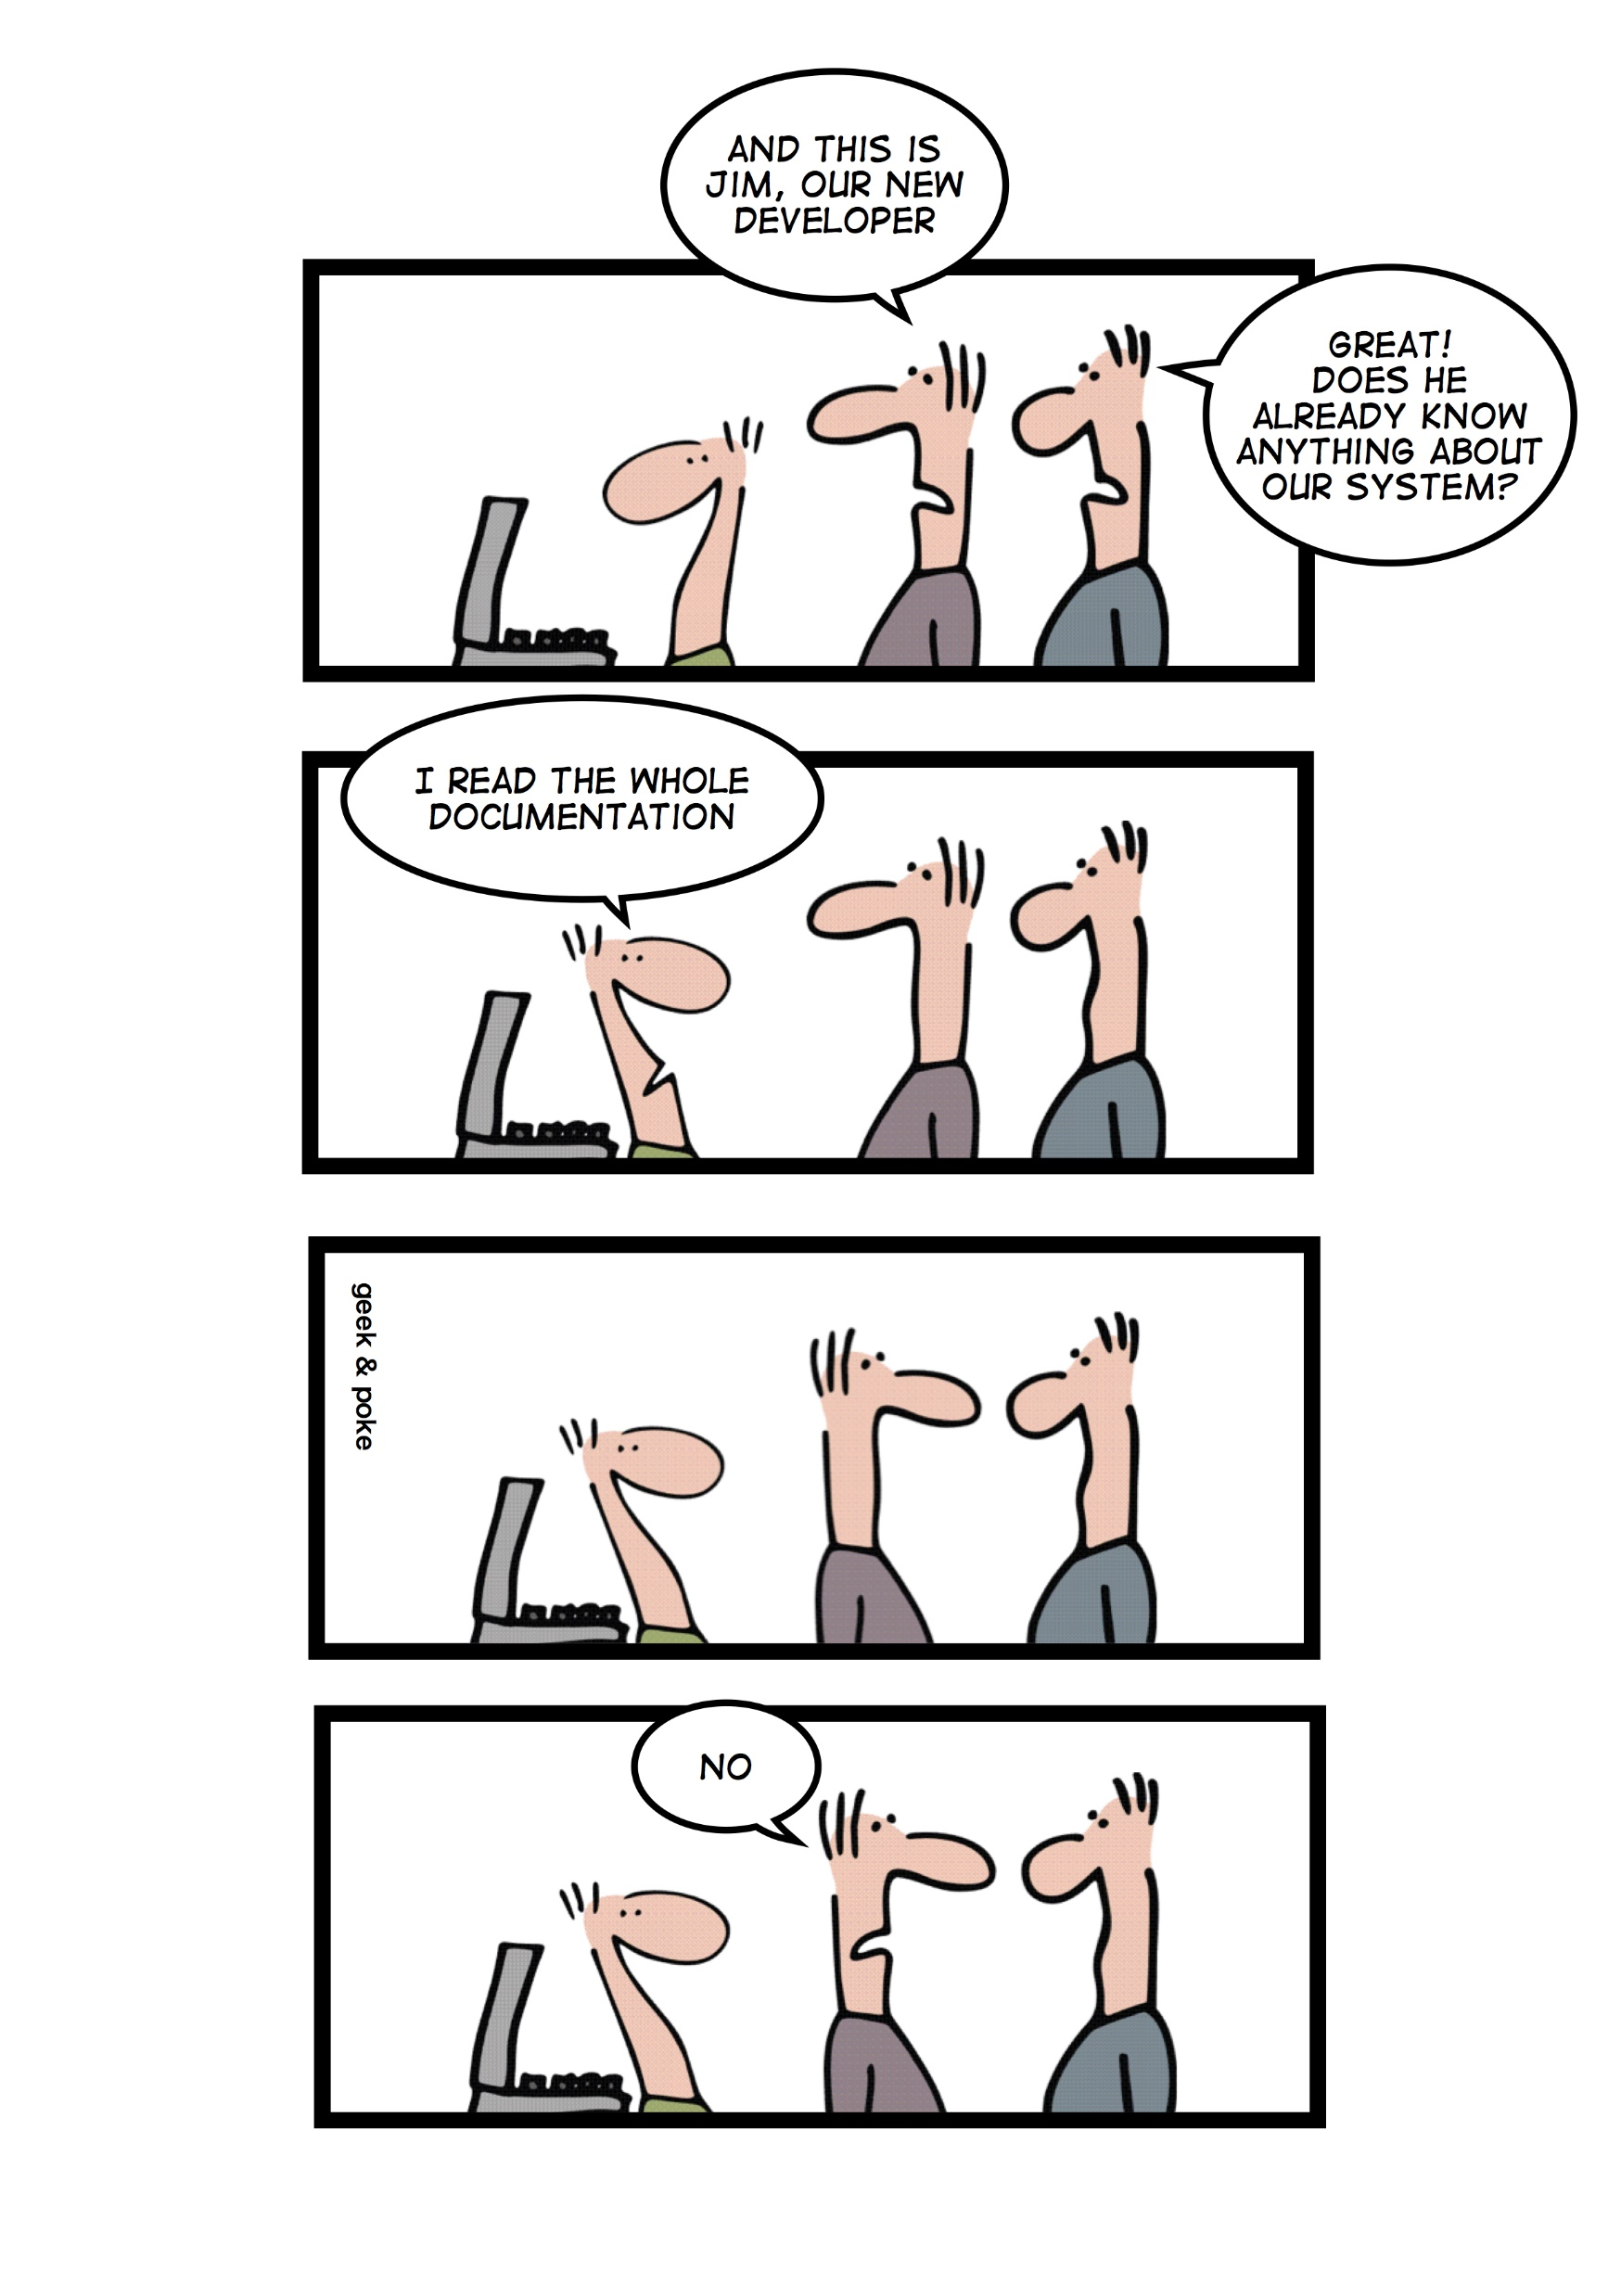 AND THIS IS
JIM, OUR NEW
DEVELOPER
GREAT!
DOES HE
ALREADY KNOW
ANYTHING ABOUT
OUR SYSTEM?
I READ THE WHOLE
DOCUMENTATION
geek & poke
NO